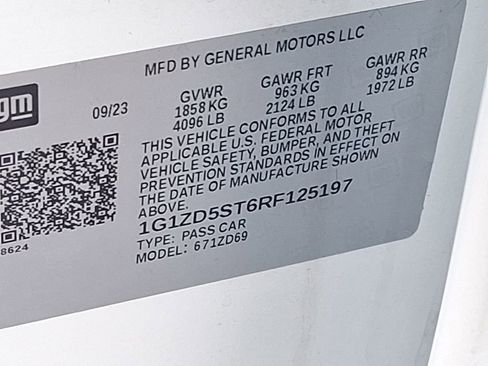 MFD BY GENERAL MOTORS LLC
gm
09/23 GVWR GAWR FRT GAWR RR
1858 KG 963 KG 894 KG
4096 LB 2124 LB 1972 LB
THIS VEHICLE CONFORMS TO ALL
APPLICABLE U.S. FEDERAL MOTOR
VEHICLE SAFETY, BUMPER, AND THEFT
PREVENTION STANDARDS IN EFFECT ON
THE DATE OF MANUFACTURE SHOWN
ABOVE.
1G1ZD5ST6RF125197
TYPE: PASS CAR
MODEL: 671ZD69
8624